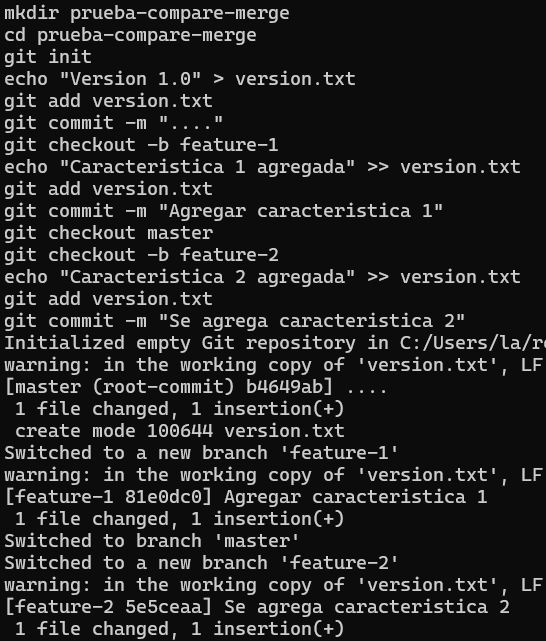 mkdir prueba-compare-merge
cd prueba-compare-merge
git init
echo "Version 1.0" > version.txt
git add version.txt
git commit -m "...."
git checkout -b feature-1
echo "Caracteristica 1 agregada" >> version.txt
git add version.txt
git commit -m "Agregar caracteristica 1"
git checkout master
git checkout -b feature-2
echo "Caracteristica 2 agregada" >> version.txt
git add version.txt
git commit -m "Se agrega caracteristica 2"
Initialized empty Git repository in C:/Users/la/re
warning: in the working copy of 'version.txt', LF
[master (root-commit) b4649ab] ....
 1 file changed, 1 insertion(+)
 create mode 100644 version.txt
Switched to a new branch 'feature-1'
warning: in the working copy of 'version.txt', LF
[feature-1 81e0dc0] Agregar caracteristica 1
 1 file changed, 1 insertion(+)
Switched to branch 'master'
Switched to a new branch 'feature-2'
warning: in the working copy of 'version.txt', LF
[feature-2 5e5ceaa] Se agrega caracteristica 2
 1 file changed, 1 insertion(+)